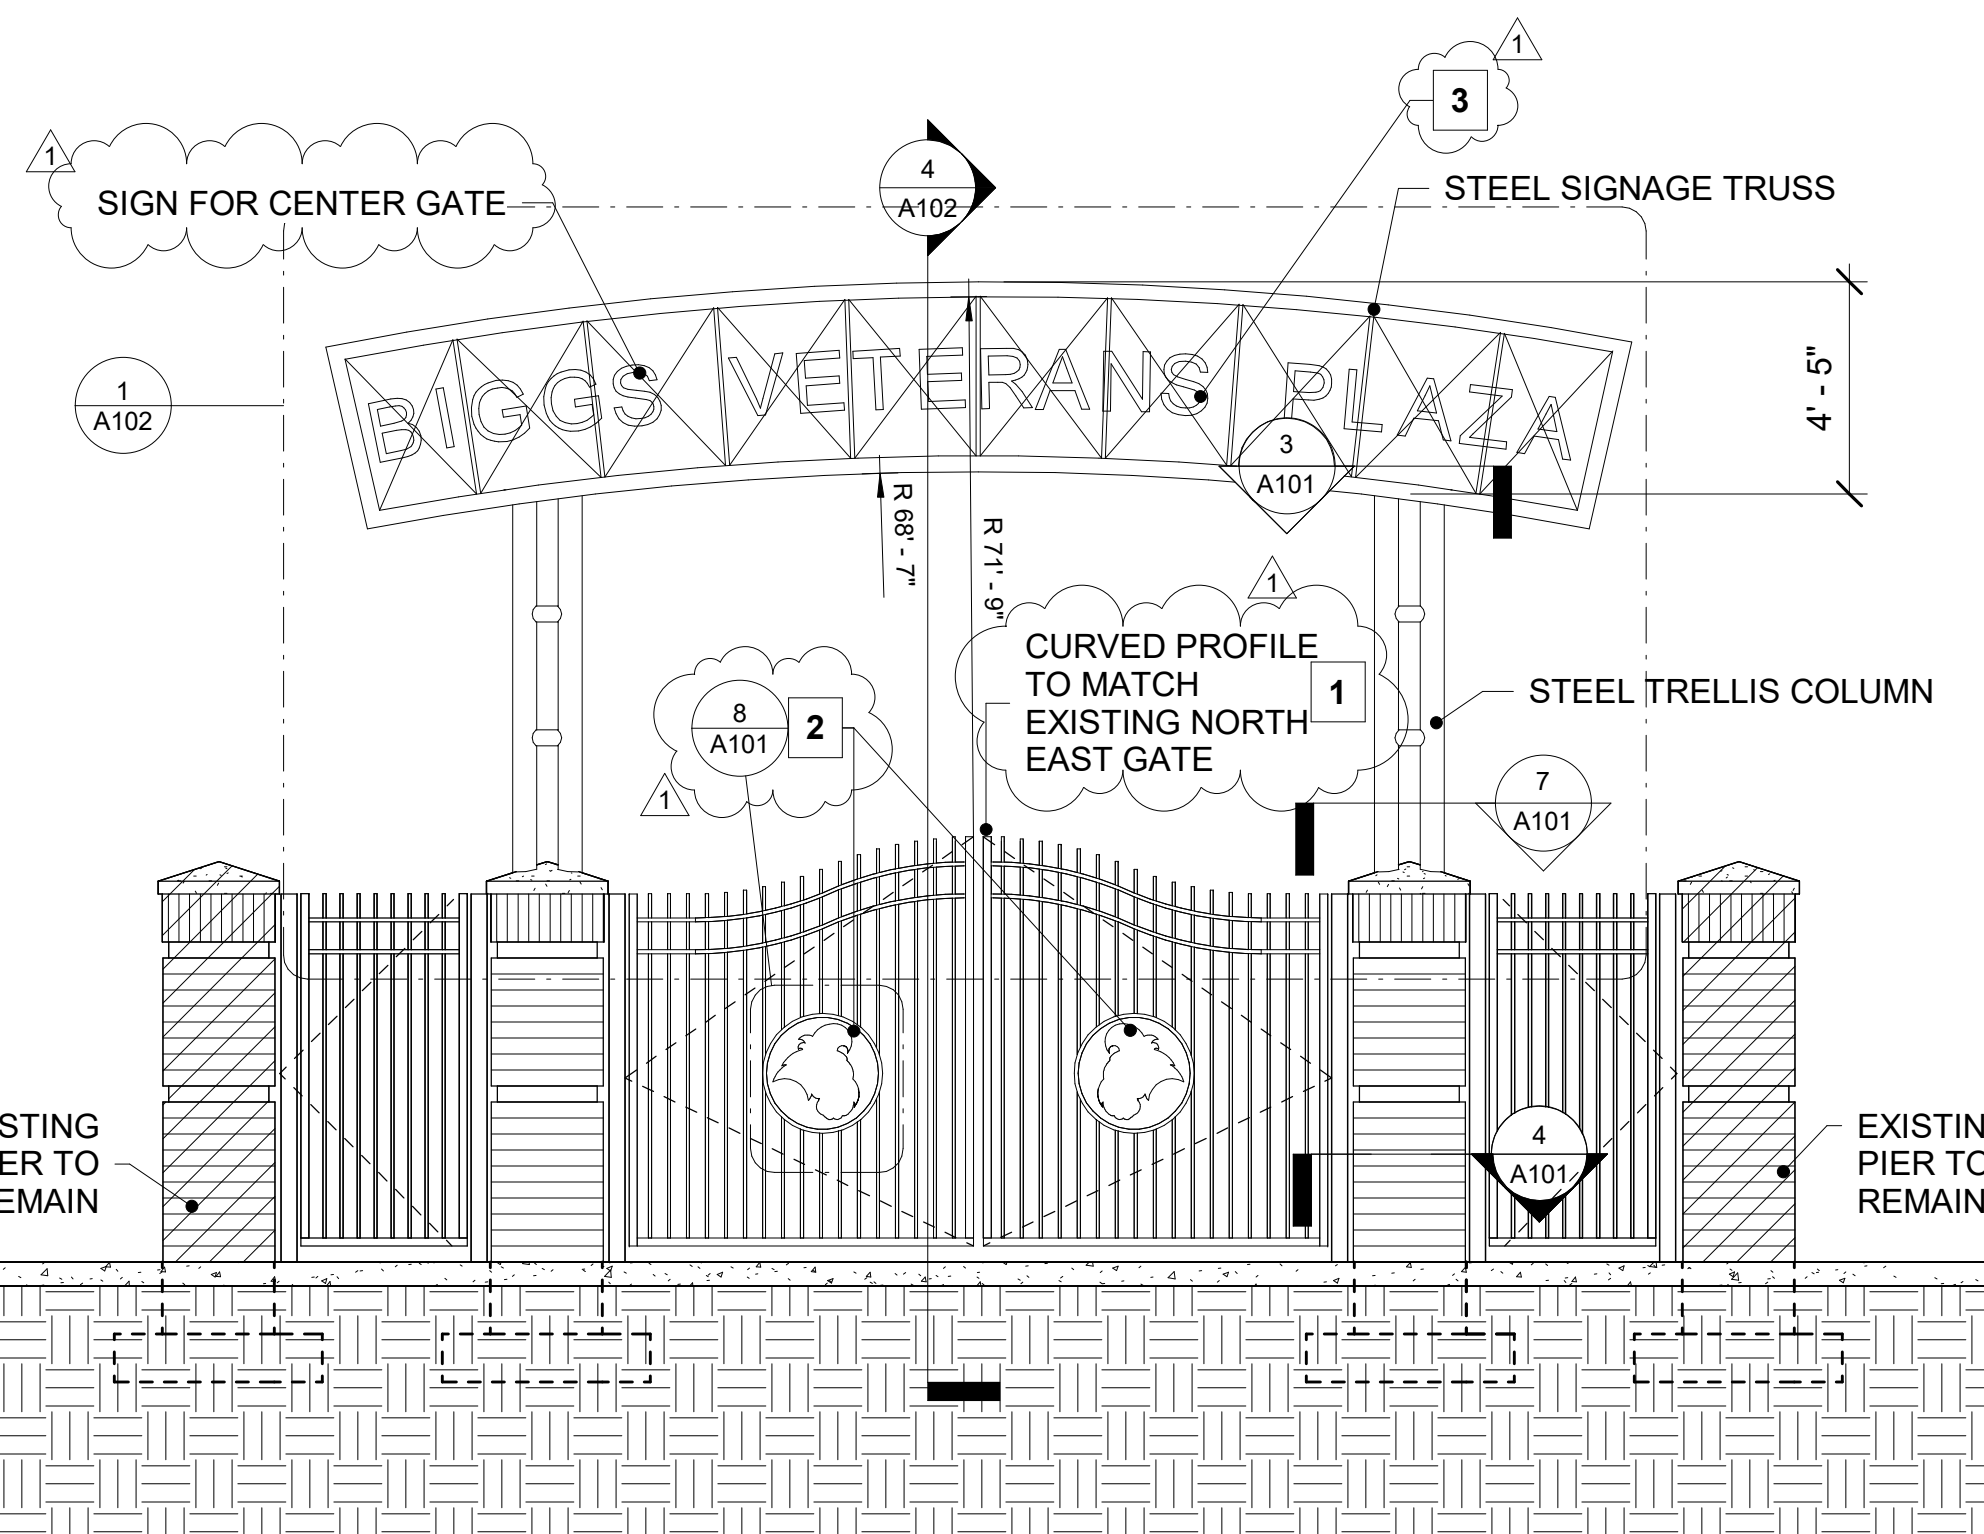 1
3
1
SIGN FOR CENTER GATE
4
A102
STEEL SIGNAGE TRUSS
1
A102
BIGGS VETERANS PLAZA
4' - 5"
3
A101
R 68' - 7"
R 71' - 9"
1
CURVED PROFILE
TO MATCH
EXISTING NORTH
EAST GATE
1
STEEL TRELLIS COLUMN
8
A101
2
1
7
A101
STING
ER TO
EMAIN
4
A101
EXISTIN
PIER TO
REMAIN